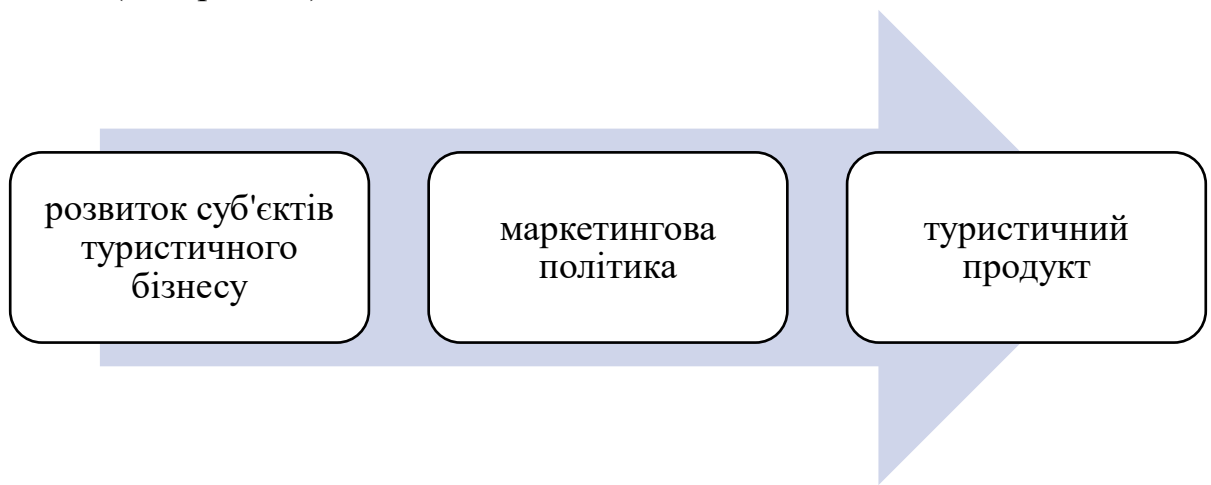 розвиток суб'єктів
туристичного
бізнесу
маркетингова
політика
туристичний
продукт